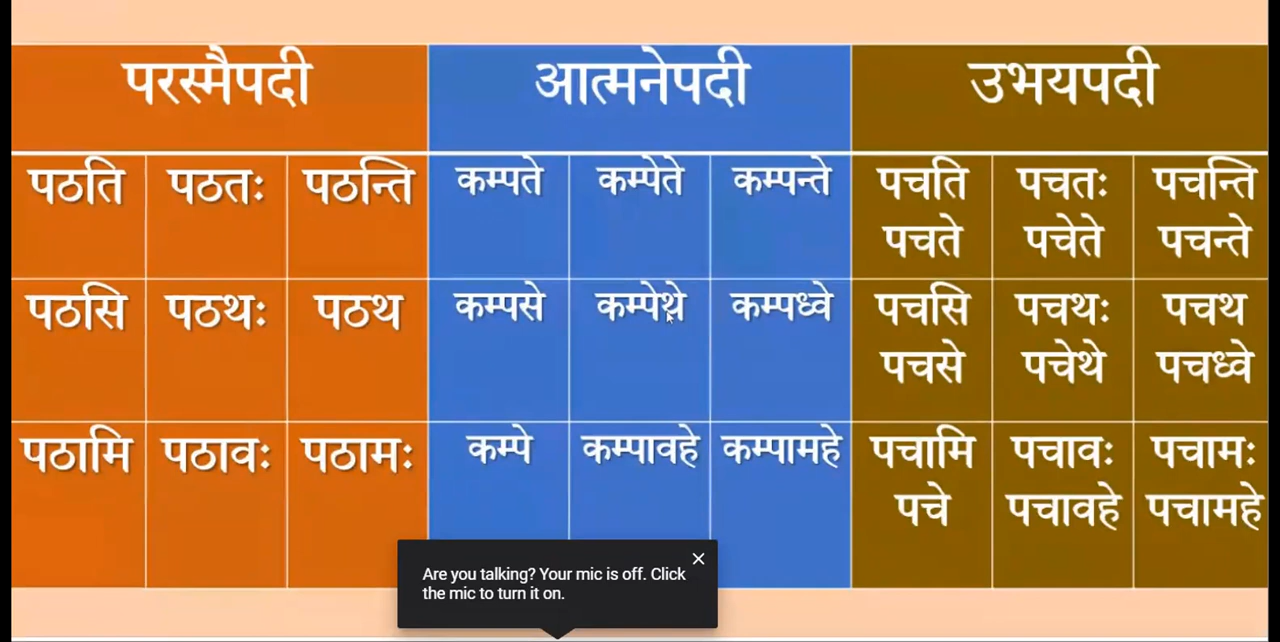 परस्मैपदी आत्मनेपदी उभयपदी
पठति पठतः पठन्ति कम्पते कम्पेते कम्पन्ते पचति पचतः पचन्ति
पचते पचेते पचन्ते
पठसि पठथः पठथ कम्पसे कम्पेथे कम्पध्वे पचसि पचथः पचथ
पचसे पचेथे पचध्वे
पठामि पठावः पठामः कम्पे कम्पावहे कम्पामहे पचामि पचावः पचामः
पचे पचावहे पचामहे
Are you talking? Your mic is off. Click
the mic to turn it on.